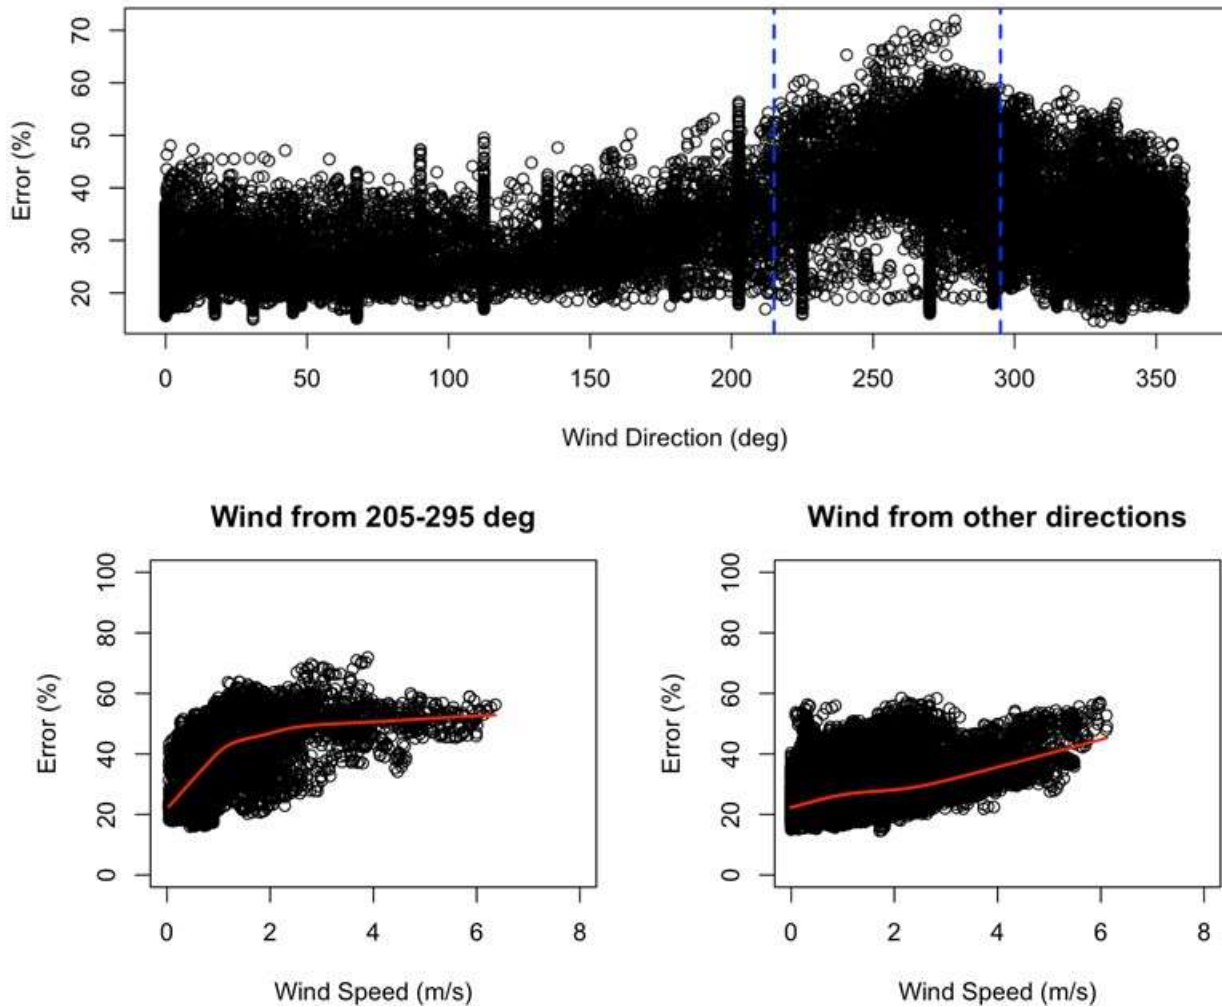 Error (%)
70
60
50
40
30
20
0 50 100 150 200 250 300 350
Wind Direction (deg)
Wind from 205-295 deg
Error (%)
100
80
60
40
20
0
0 2 4 6 8
Wind Speed (m/s)
Wind from other directions
Error (%)
100
80
60
40
20
0
0 2 4 6 8
Wind Speed (m/s)